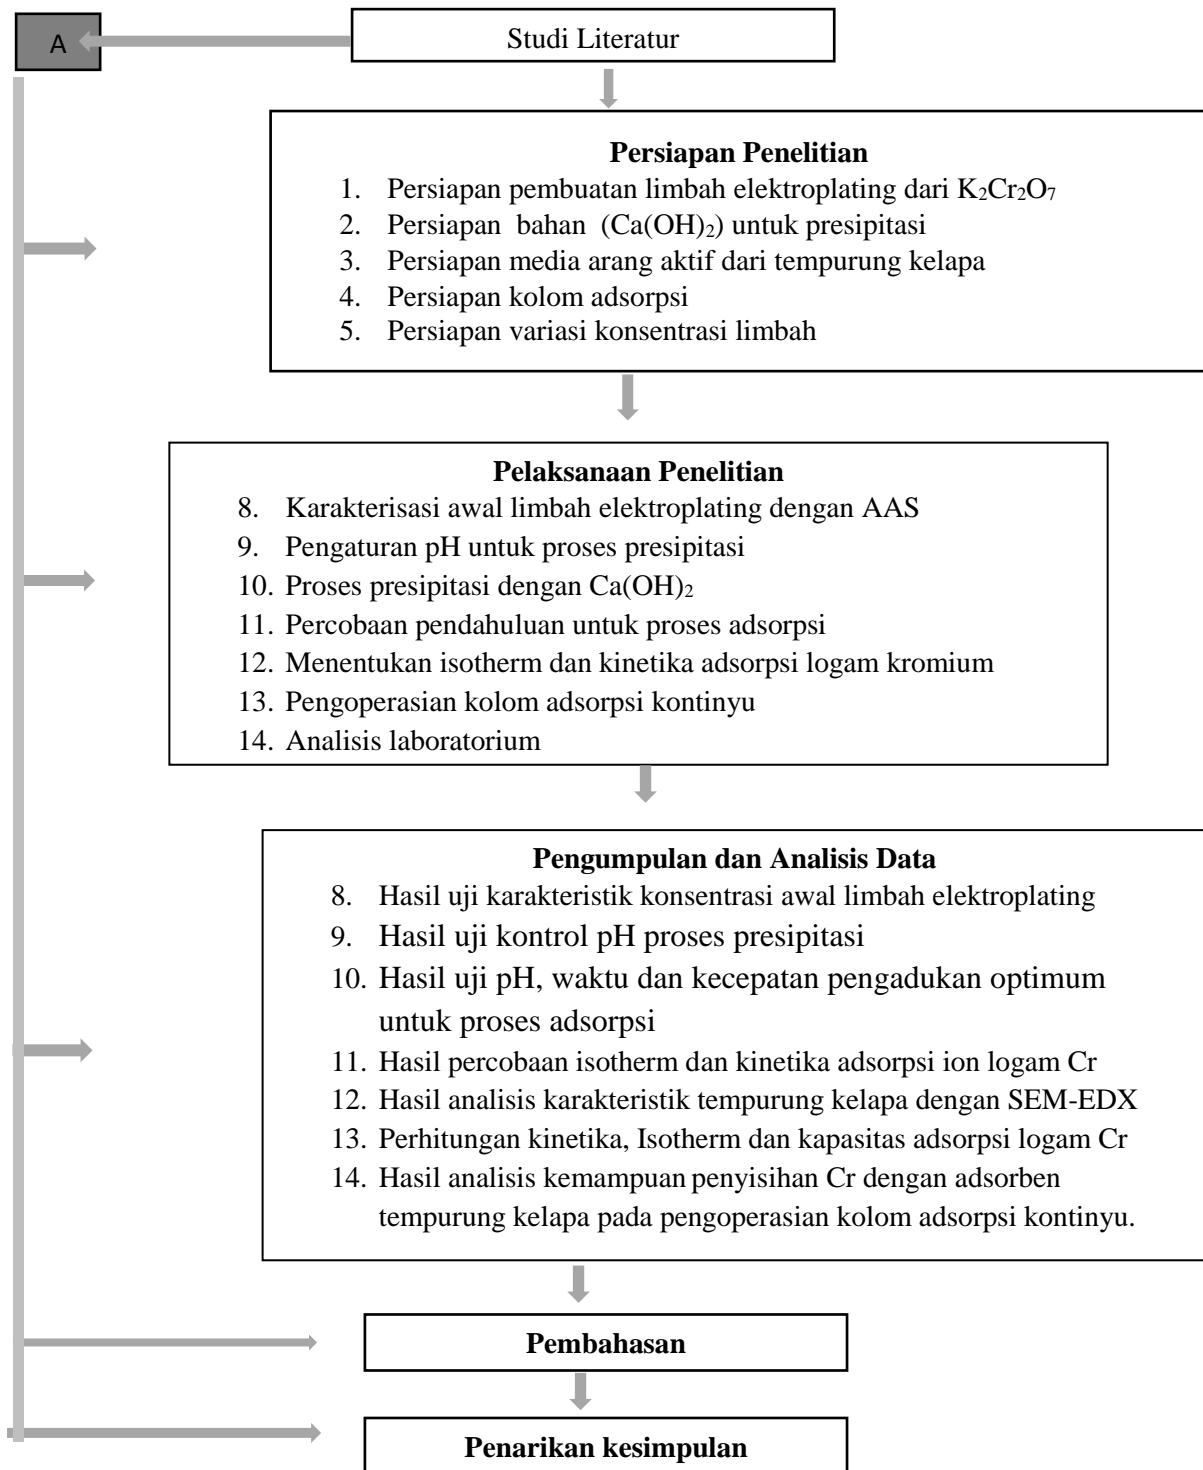 A
Studi Literatur
Persiapan Penelitian
1. Persiapan pembuatan limbah elektroplating dari K₂Cr₂O₇
2. Persiapan bahan (Ca(OH)₂) untuk presipitasi
3. Persiapan media arang aktif dari tempurung kelapa
4. Persiapan kolom adsorpsi
5. Persiapan variasi konsentrasi limbah
Pelaksanaan Penelitian
8. Karakterisasi awal limbah elektroplating dengan AAS
9. Pengaturan pH untuk proses presipitasi
10. Proses presipitasi dengan Ca(OH)₂
11. Percobaan pendahuluan untuk proses adsorpsi
12. Menentukan isotherm dan kinetika adsorpsi logam kromium
13. Pengoperasian kolom adsorpsi kontinyu
14. Analisis laboratorium
Pengumpulan dan Analisis Data
8. Hasil uji karakteristik konsentrasi awal limbah elektroplating
9. Hasil uji kontrol pH proses presipitasi
10. Hasil uji pH, waktu dan kecepatan pengadukan optimum
untuk proses adsorpsi
11. Hasil percobaan isotherm dan kinetika adsorpsi ion logam Cr
12. Hasil analisis karakteristik tempurung kelapa dengan SEM-EDX
13. Perhitungan kinetika, Isotherm dan kapasitas adsorpsi logam Cr
14. Hasil analisis kemampuan penyisihan Cr dengan adsorben
tempurung kelapa pada pengoperasian kolom adsorpsi kontinyu.
Pembahasan
Penarikan kesimpulan